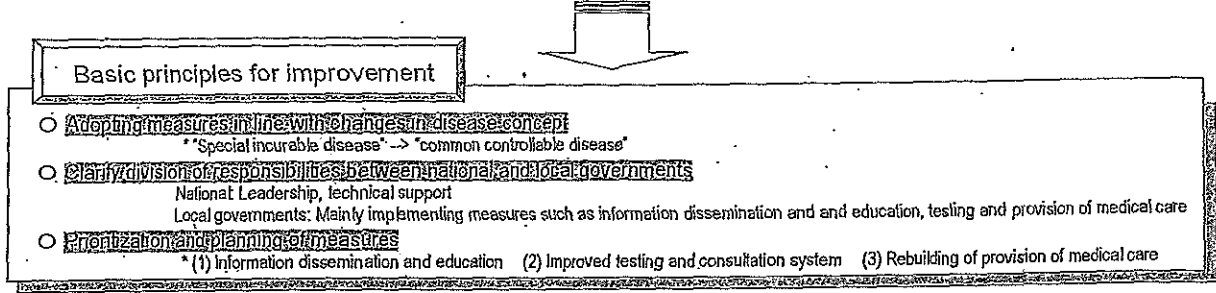 Basic principles for improvement
○ Adopting measures in line with changes in disease concept
* "Special incurable disease" --> "common controllable disease"
○ Clarify division of responsibilities between national and local governments
National: Leadership, technical support
Local governments: Mainly implementing measures such as information dissemination and and education, testing and provision of medical care
○ Prioritization and planning of measures
* (1) Information dissemination and education (2) Improved testing and consultation system (3) Rebuilding of provision of medical care